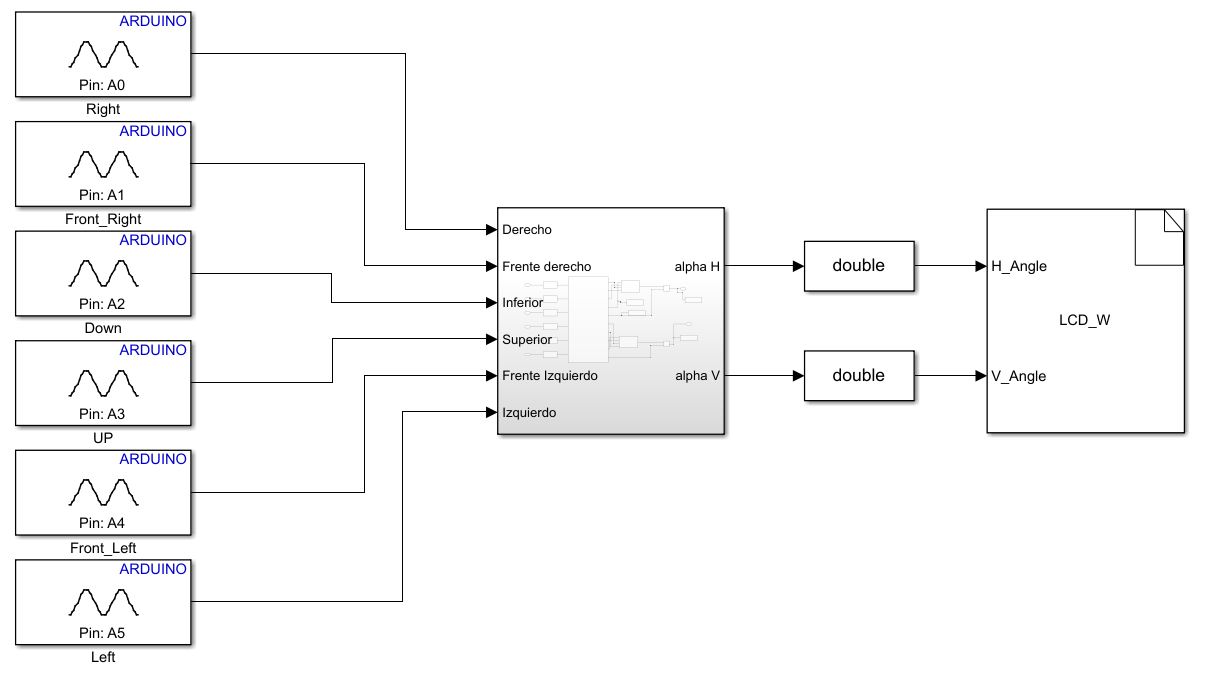 ARDUINO
Pin: A0
Right
ARDUINO
Pin: A1
Front_Right
ARDUINO
Pin: A2
Down
ARDUINO
Pin: A3
UP
ARDUINO
Pin: A4
Front_Left
ARDUINO
Pin: A5
Left
Derecho
Frente derecho
Inferior
Superior
Frente Izquierdo
Izquierdo
alpha H
alpha V
double
double
H_Angle
LCD_W
V_Angle